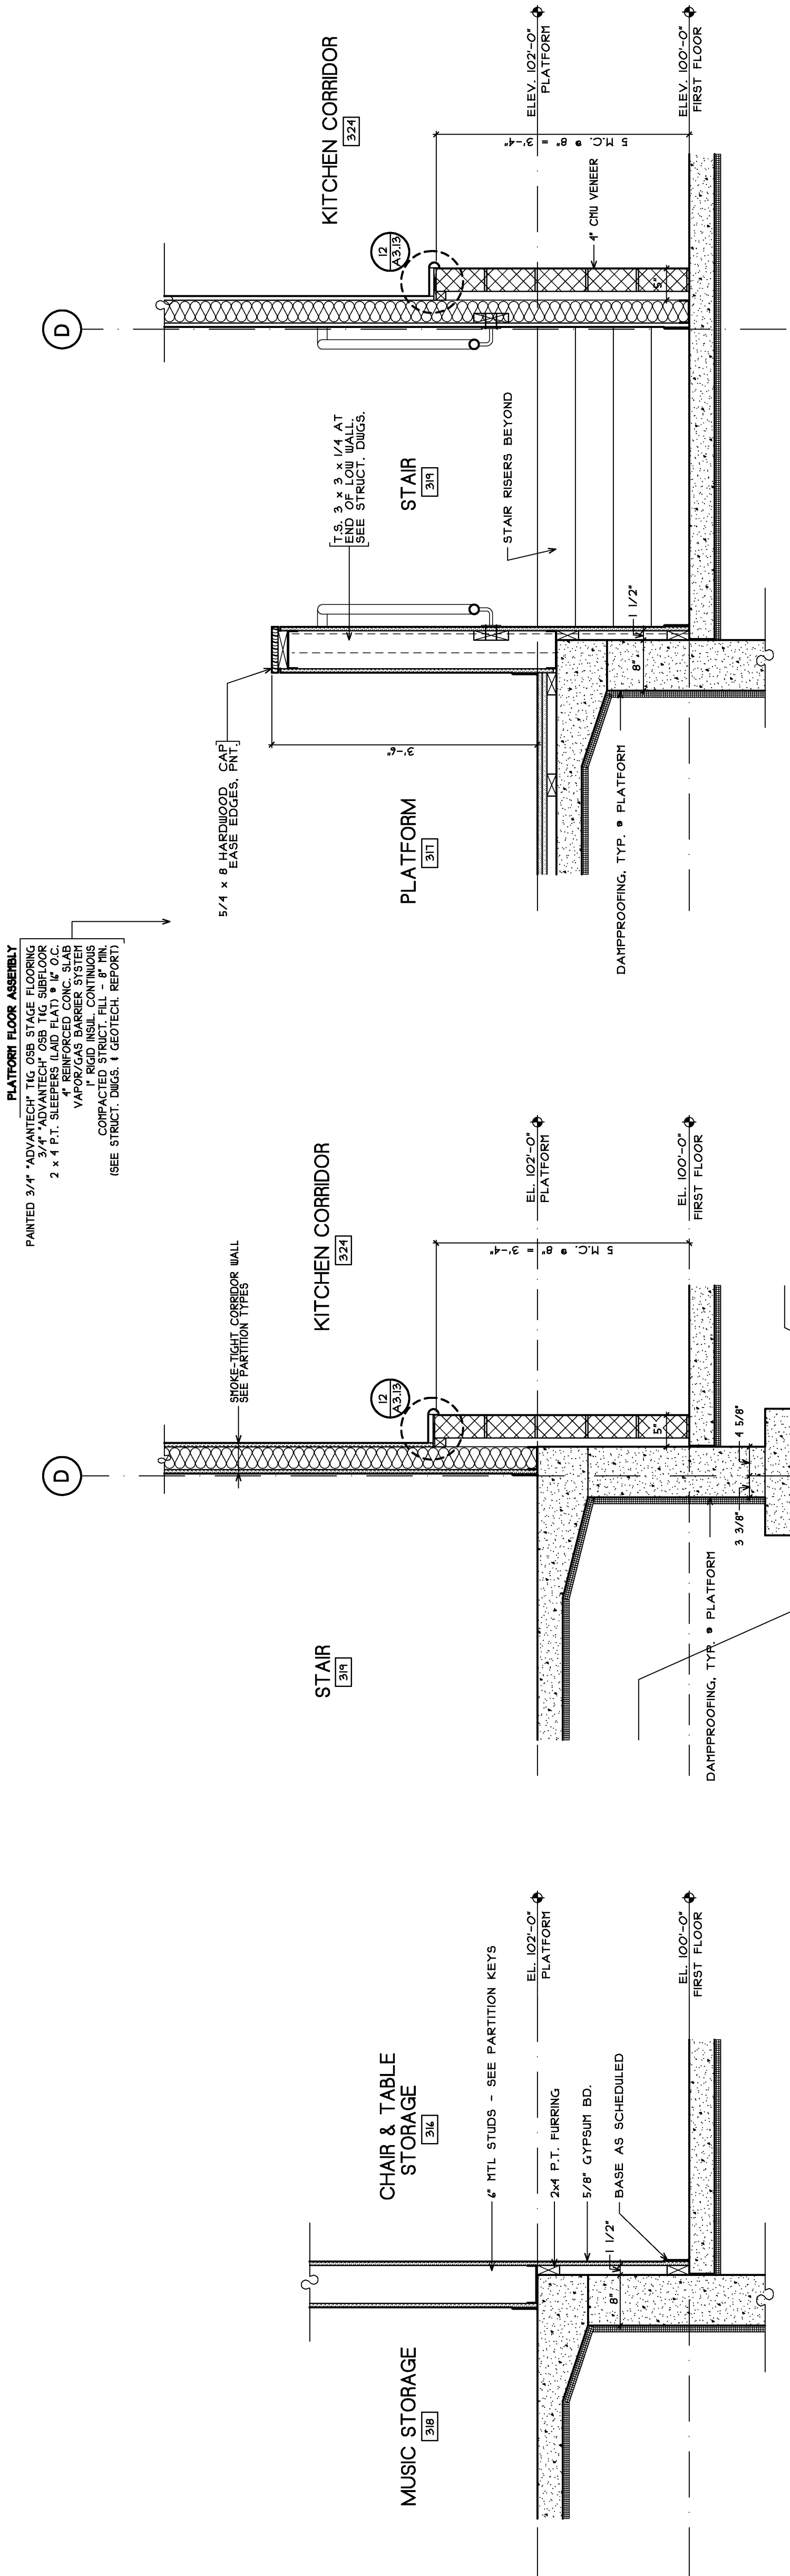 PLATFORM FLOOR ASSEMBLY
PAINTED 3/4" "ADVANTECH" T&G OSB STAGE FLOORING
3/4" "ADVANTECH" OSB T&G SUBFLOOR
2 x 4 P.T. SLEEPERS (LAID FLAT) @ 16" O.C.
4" REINFORCED CONC. SLAB
VAPOR/GAS BARRIER SYSTEM
1" RIGID INSUL. CONTINUOUS
COMPACTED STRUCT. FILL - 8" MIN.
(SEE STRUCT. DWGS. & GEOTECH. REPORT)
MUSIC STORAGE
318
CHAIR & TABLE
STORAGE
316
6" MTL STUDS - SEE PARTITION KEYS
EL. 102'-0"
PLATFORM
2x4 P.T. FURRING
5/8" GYPSUM BD.
BASE AS SCHEDULED
8"
1 1/2"
EL. 100'-0"
FIRST FLOOR
D
SMOKE-TIGHT CORRIDOR WALL
SEE PARTITION TYPES
STAIR
319
KITCHEN CORRIDOR
324
12
A3.13
5 M.C. @ 8" = 3'-4"
EL. 102'-0"
PLATFORM
5"
EL. 100'-0"
FIRST FLOOR
DAMPPROOFING, TYP. @ PLATFORM
3 3/8"
4 5/8"
D
5/4 x 8 HARDWOOD CAP
EASE EDGES, PNT.
3'-6"
PLATFORM
317
T.S. 3 x 3 x 1/4 AT
END OF LOW WALL.
SEE STRUCT. DWGS.
STAIR
319
KITCHEN CORRIDOR
324
12
A3.13
STAIR RISERS BEYOND
5 M.C. @ 8" = 3'-4"
ELEV. 102'-0"
PLATFORM
4" CMU VENEER
5"
8"
1 1/2"
DAMPPROOFING, TYP. @ PLATFORM
ELEV. 100'-0"
FIRST FLOOR